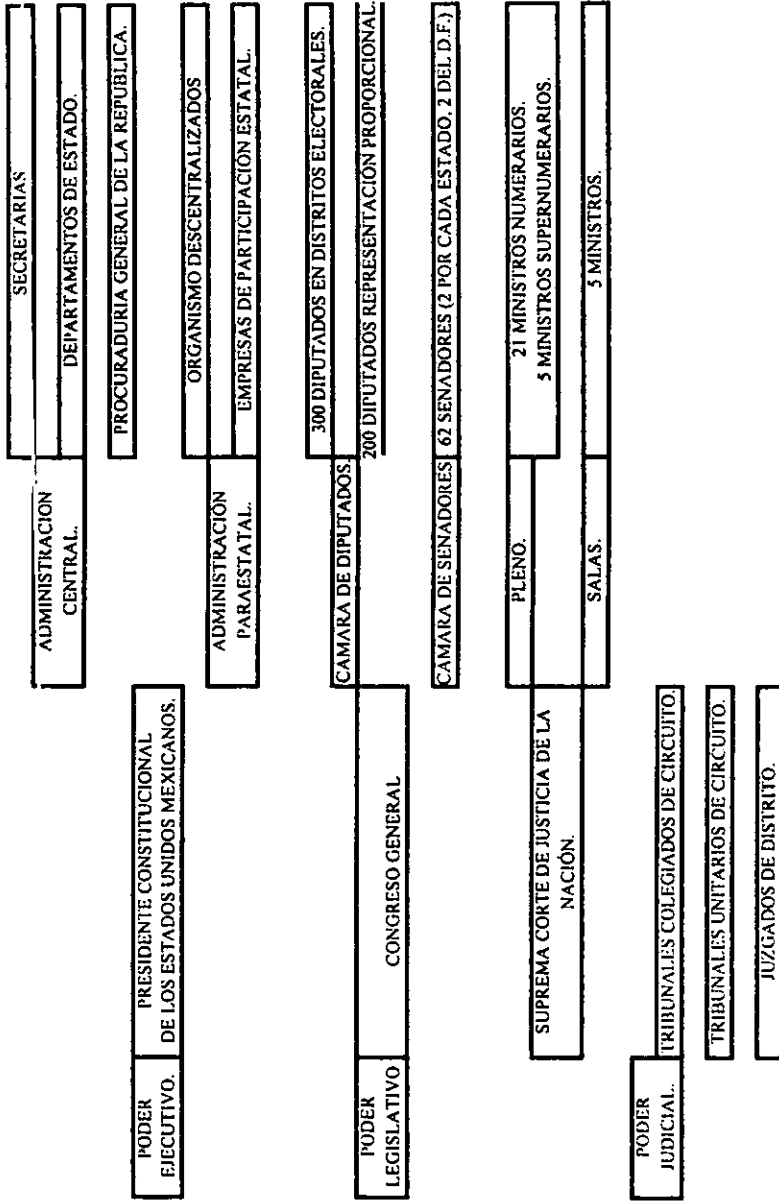 PODER
EJECUTIVO.
PRESIDENTE CONSTITUCIONAL
DE LOS ESTADOS UNIDOS MEXICANOS.
ADMINISTRACION
CENTRAL.
SECRETARIAS
DEPARTAMENTOS DE ESTADO.
PROCURADURIA GENERAL DE LA REPUBLICA.
ADMINISTRACIÓN
PARAESTATAL.
ORGANISMO DESCENTRALIZADOS
EMPRESAS DE PARTICIPACIÓN ESTATAL.
PODER
LEGISLATIVO
CONGRESO GENERAL
CAMARA DE DIPUTADOS.
300 DIPUTADOS EN DISTRITOS ELECTORALES.
200 DIPUTADOS REPRESENTACIÓN PROPORCIONAL.
CAMARA DE SENADORES
62 SENADORES (2 POR CADA ESTADO, 2 DEL D.F.)
PODER
JUDICIAL.
SUPREMA CORTE DE JUSTICIA DE LA
NACIÓN.
PLENO.
21 MINISTROS NUMERARIOS.
5 MINISTROS SUPERNUMERARIOS.
SALAS.
5 MINISTROS.
TRIBUNALES COLEGIADOS DE CIRCUITO.
TRIBUNALES UNITARIOS DE CIRCUITO.
JUZGADOS DE DISTRITO.